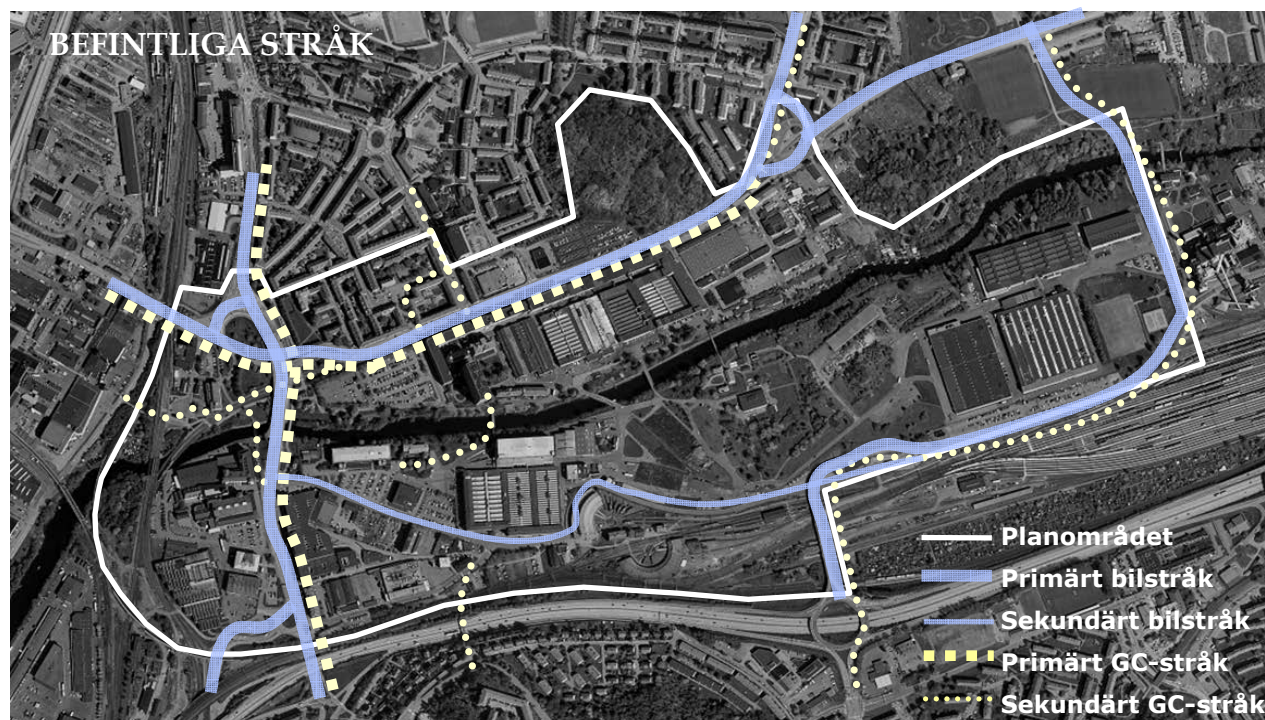 BEFINTLIGA STRÅK
Planområdet
Primärt bilstråk
Sekundärt bilstråk
Primärt GC-stråk
Sekundärt GC-stråk